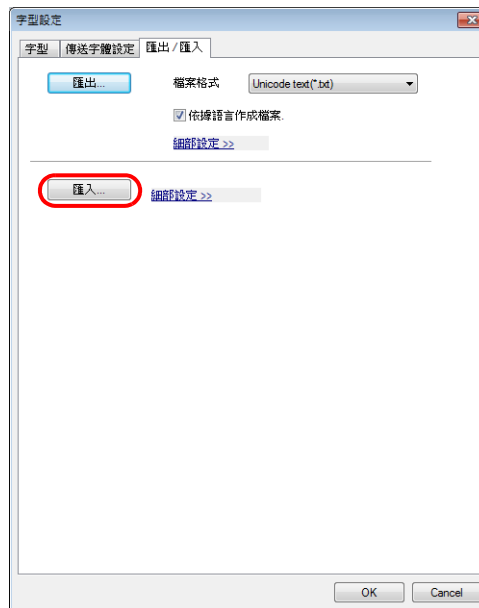 字型設定
字型 傳送字體設定 匯出/匯入
匯出... 檔案格式 Unicode text(*.txt)
依據語言作成檔案.
細部設定 >>
匯入... 細部設定 >>
OK Cancel